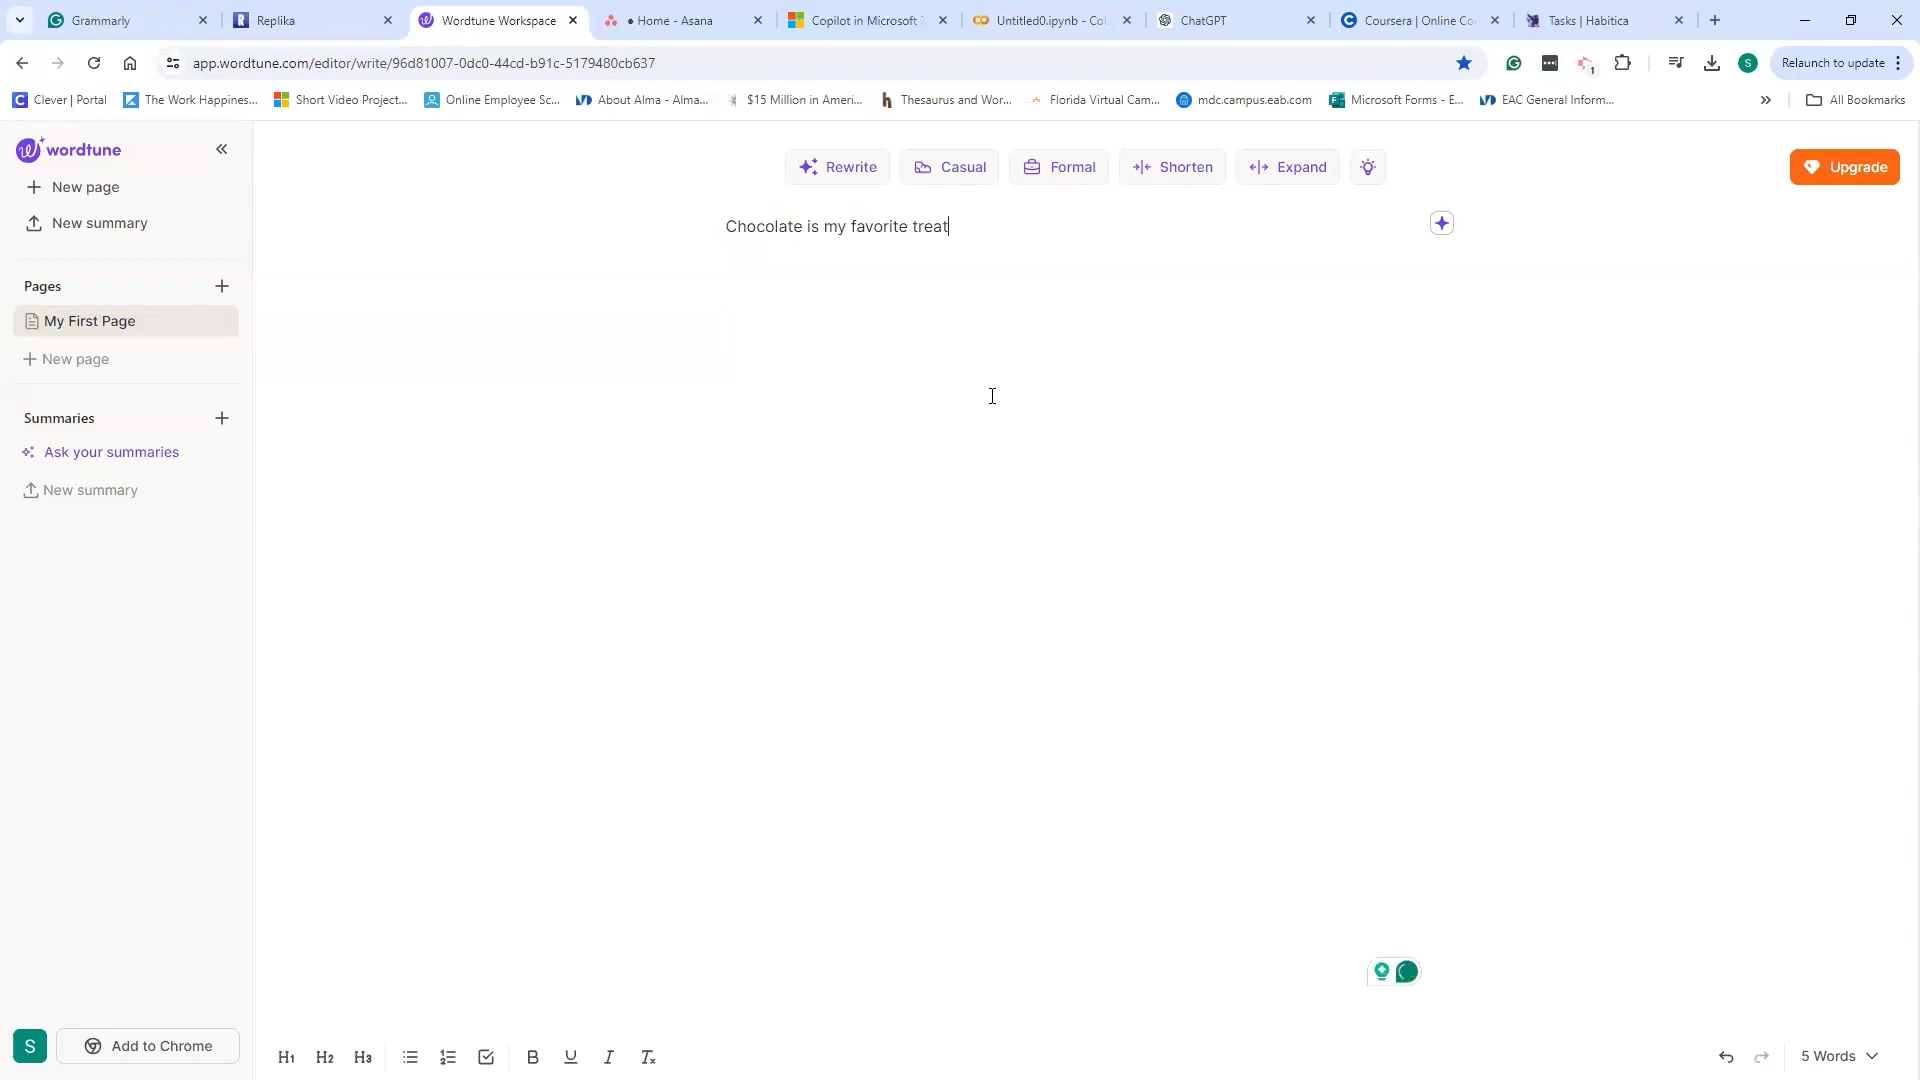 Grammarly
Replika
Wordtune Workspace
• Home - Asana
Copilot in Microsoft
Untitled0.ipynb - Co
ChatGPT
Coursera | Online Co
Tasks | Habitica
app.wordtune.com/editor/write/96d81007-0dc0-44cd-b91c-5179480cb637
1
S
Relaunch to update
Clever | Portal
The Work Happines...
Short Video Project...
Online Employee Sc...
About Alma - Alma...
$15 Million in Ameri...
Thesaurus and Wor...
Florida Virtual Cam...
mdc.campus.eab.com
Microsoft Forms - E...
EAC General Inform...
All Bookmarks
wordtune
New page
New summary
Pages
My First Page
New page
Summaries
Ask your summaries
New summary
Rewrite
Casual
Formal
Shorten
Expand
Upgrade
Chocolate is my favorite treat
S
Add to Chrome
H1
H2
H3
B
U
I
Tx
5 Words